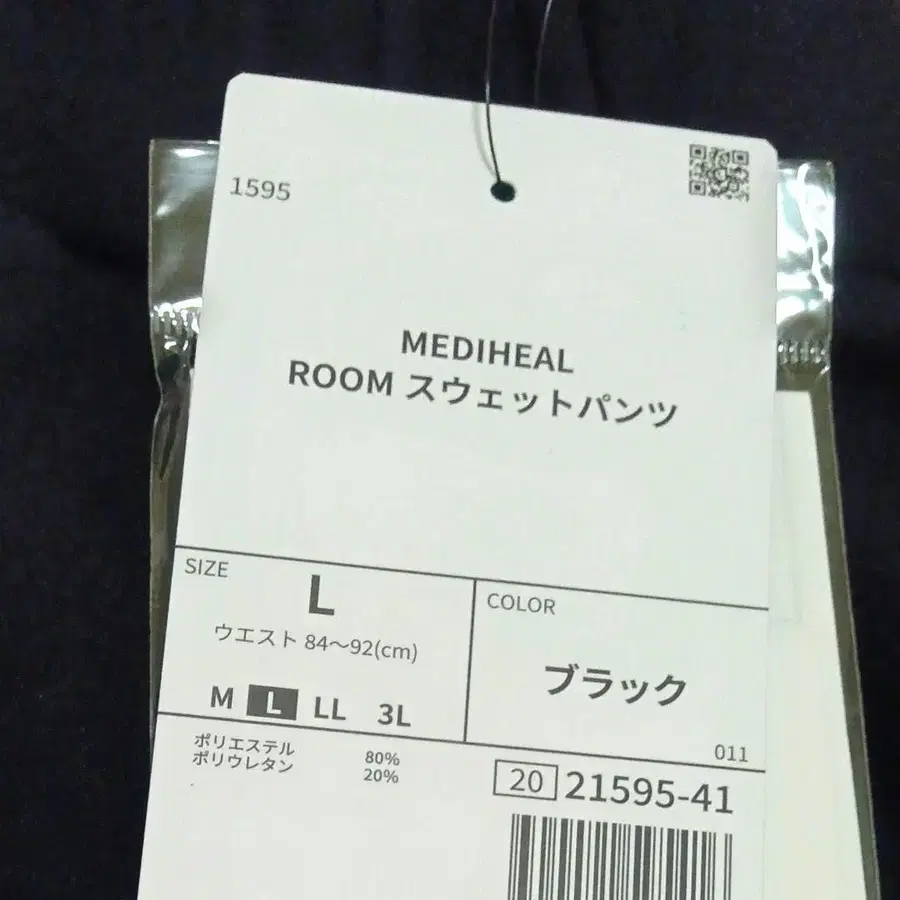 1595
MEDIHEAL
ROOM スウェットパンツ
SIZE
L
ウエスト 84〜92(cm)
M L LL 3L
COLOR
ブラック
011
ポリエステル 80%
ポリウレタン 20%
20 21595-41